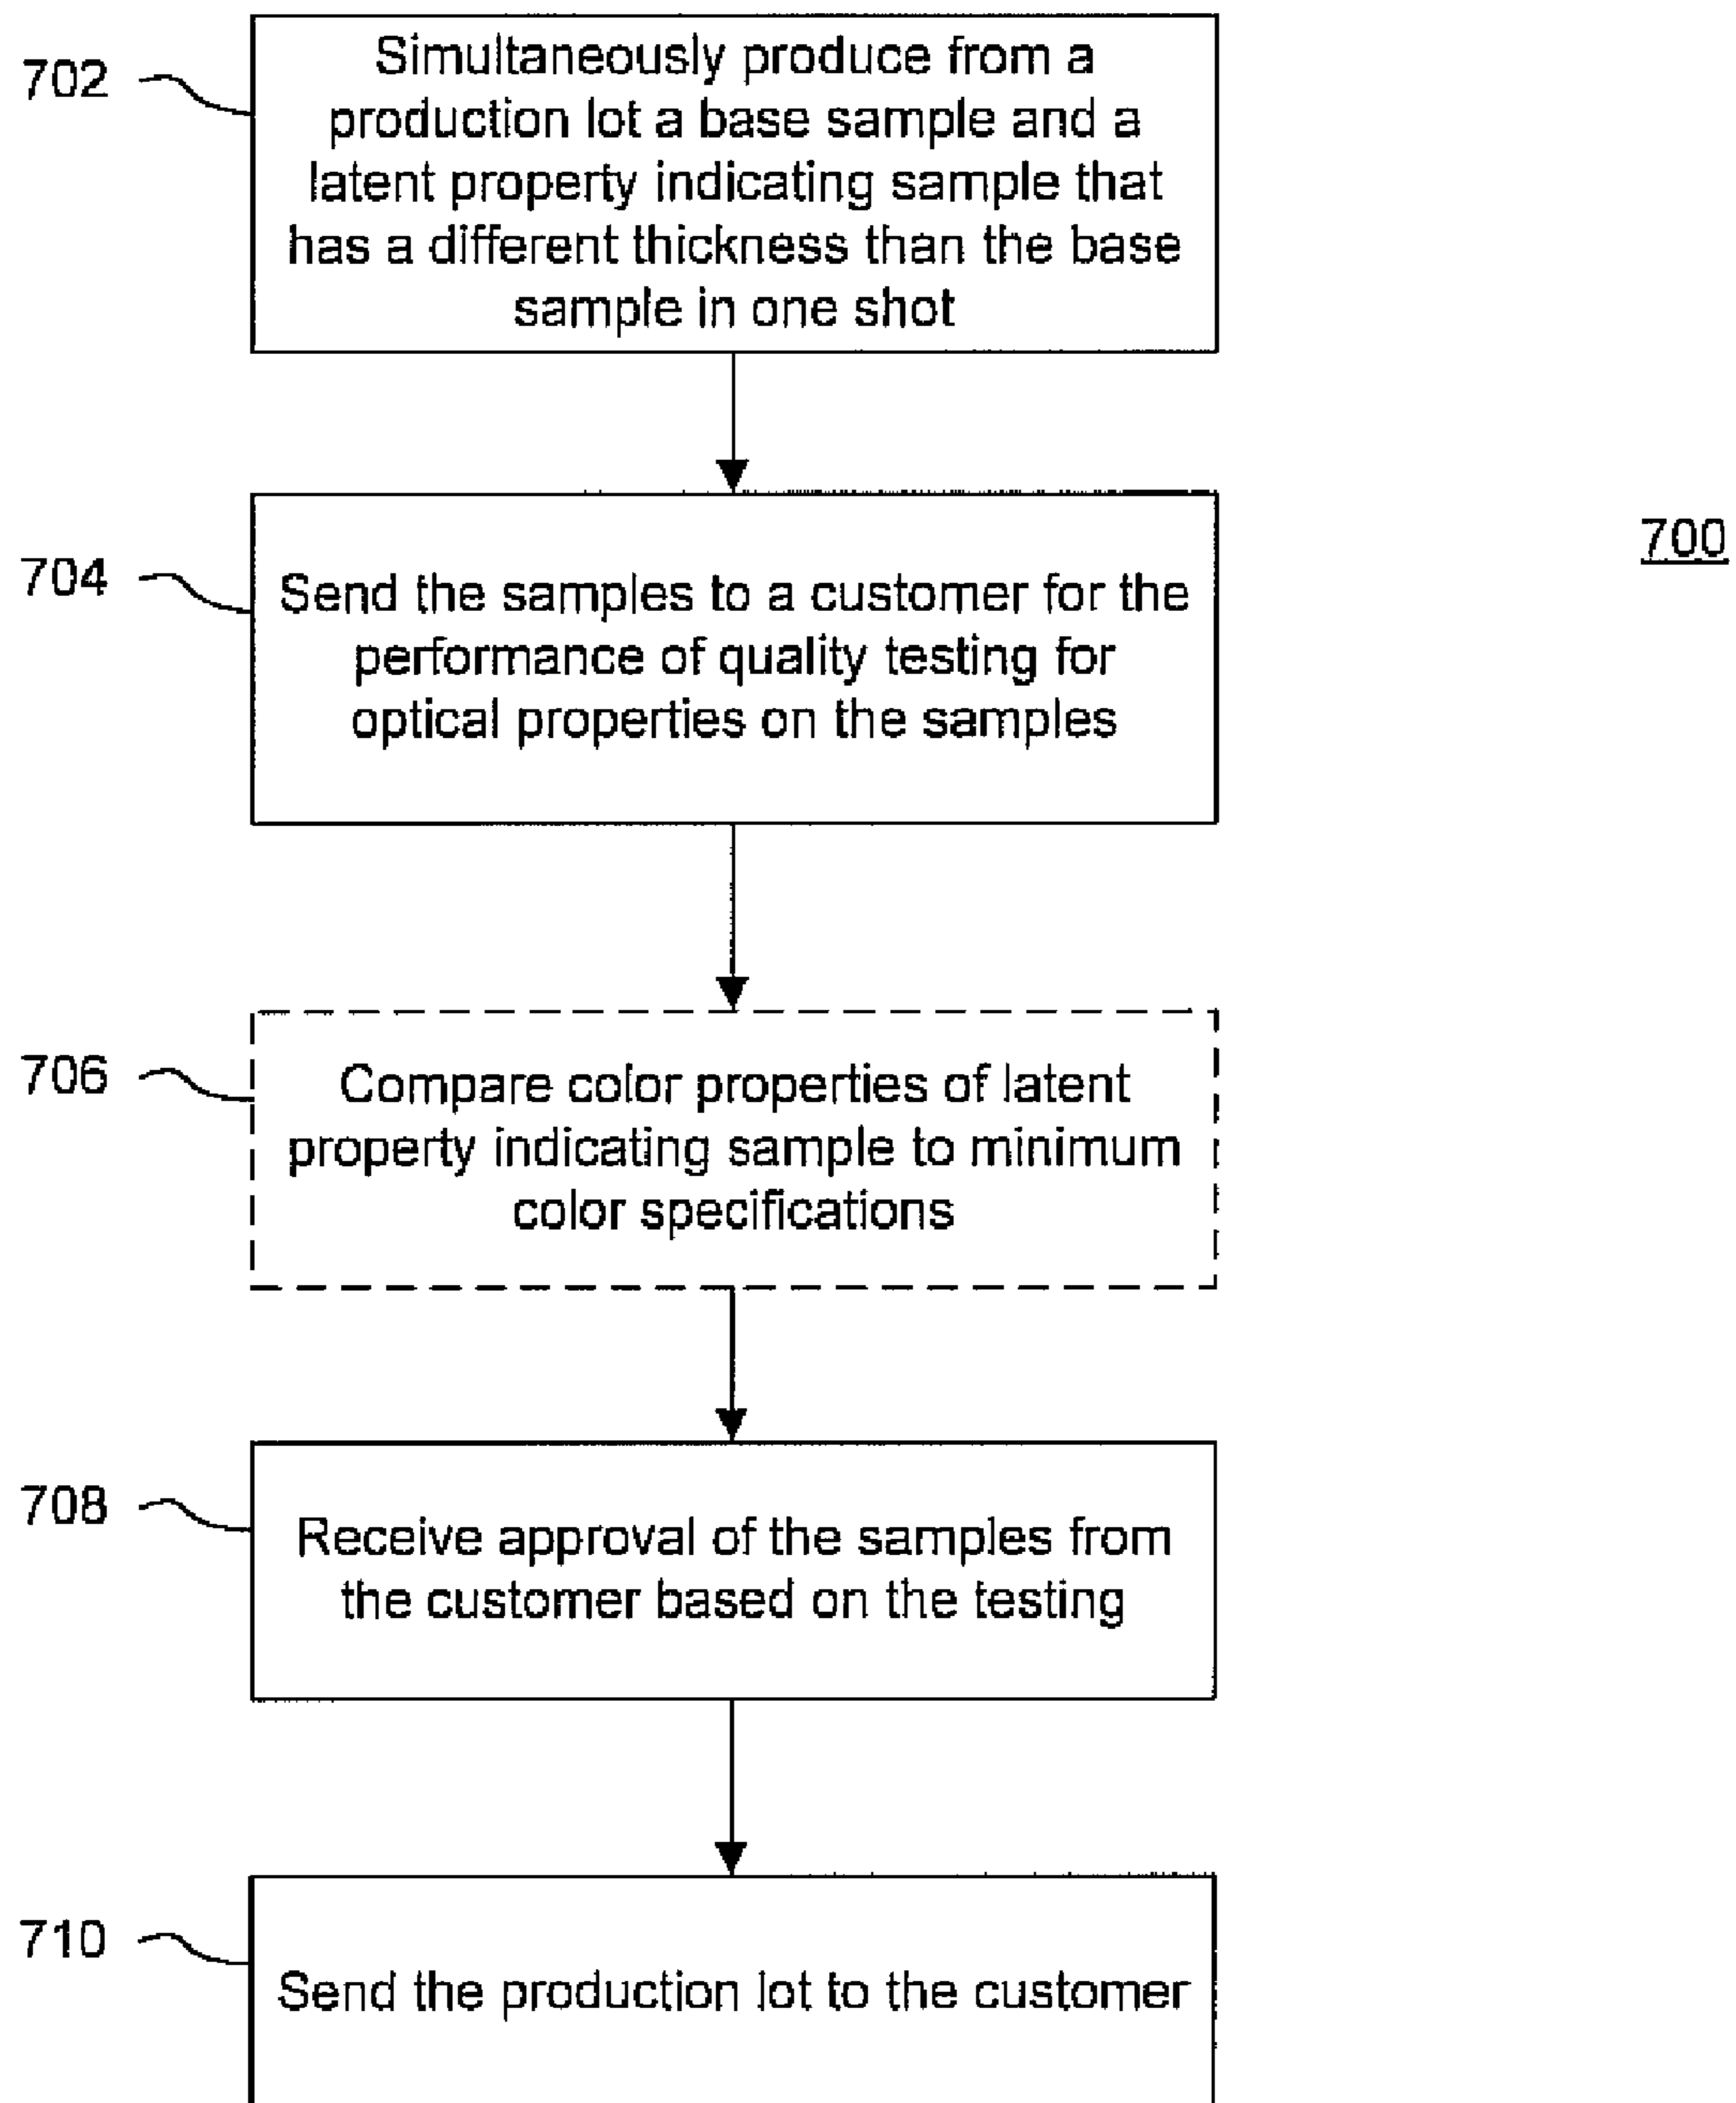 702
Simultaneously produce from a
production lot a base sample and a
latent property indicating sample that
has a different thickness than the base
sample in one shot
700
704
Send the samples to a customer for the
performance of quality testing for
optical properties on the samples
706
Compare color properties of latent
property indicating sample to minimum
color specifications
708
Receive approval of the samples from
the customer based on the testing
710
Send the production lot to the customer